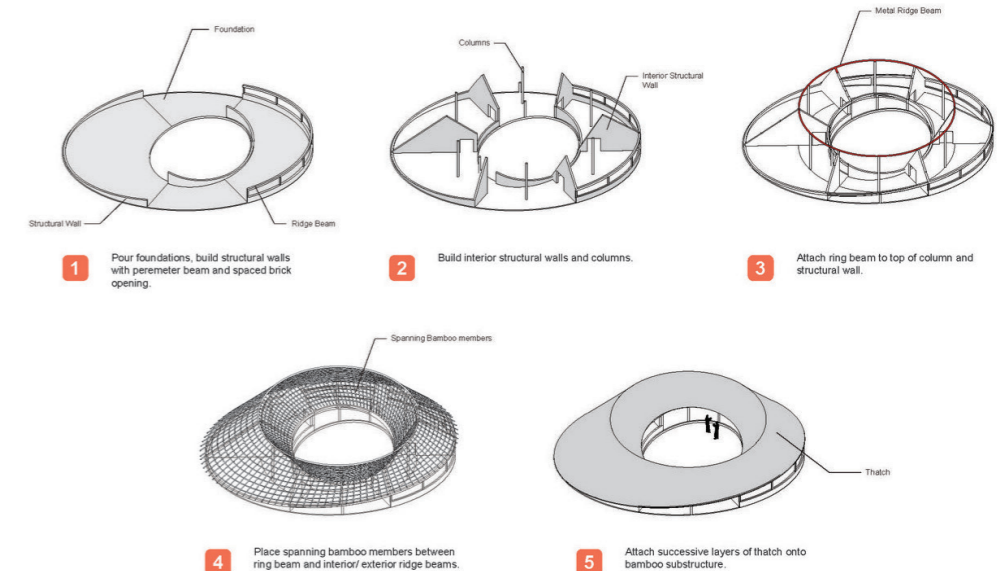 Foundation
Structural Wall
Ridge Beam
1
Pour foundations, build structural walls
with peremeter beam and spaced brick
opening.
Columns
Interior Structural
Wall
2
Build interior structural walls and columns.
Metal Ridge Beam
3
Attach ring beam to top of column and
structural wall.
Spanning Bamboo members
4
Place spanning bamboo members between
ring beam and interior/ exterior ridge beams.
Thatch
5
Attach successive layers of thatch onto
bamboo substructure.